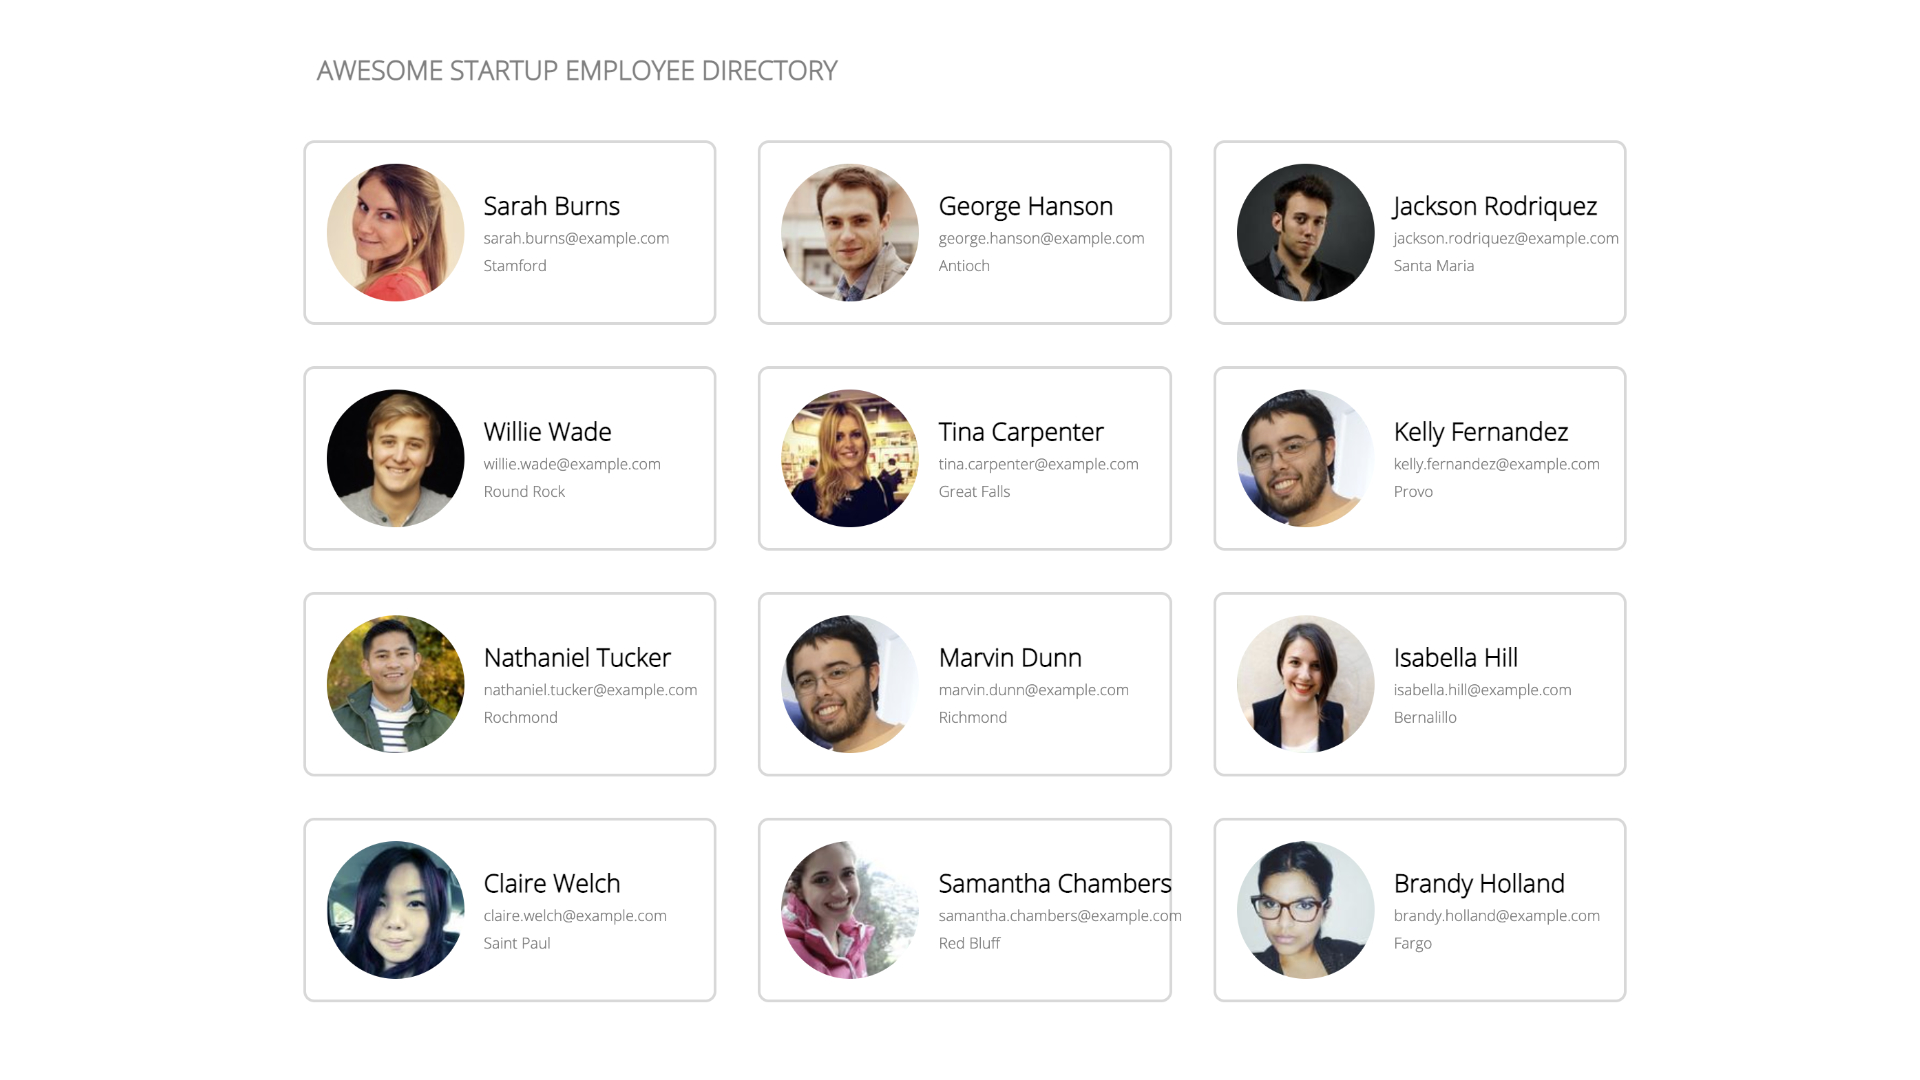 AWESOME STARTUP EMPLOYEE DIRECTORY
Sarah Burns
sarah.burns@example.com
Stamford
George Hanson
george.hanson@example.com
Antioch
Jackson Rodriquez
jackson.rodriquez@example.com
Santa Maria
Willie Wade
willie.wade@example.com
Round Rock
Tina Carpenter
tina.carpenter@example.com
Great Falls
Kelly Fernandez
kelly.fernandez@example.com
Provo
Nathaniel Tucker
nathaniel.tucker@example.com
Rochmond
Marvin Dunn
marvin.dunn@example.com
Richmond
Isabella Hill
isabella.hill@example.com
Bernalillo
Claire Welch
claire.welch@example.com
Saint Paul
Samantha Chambers
samantha.chambers@example.com
Red Bluff
Brandy Holland
brandy.holland@example.com
Fargo